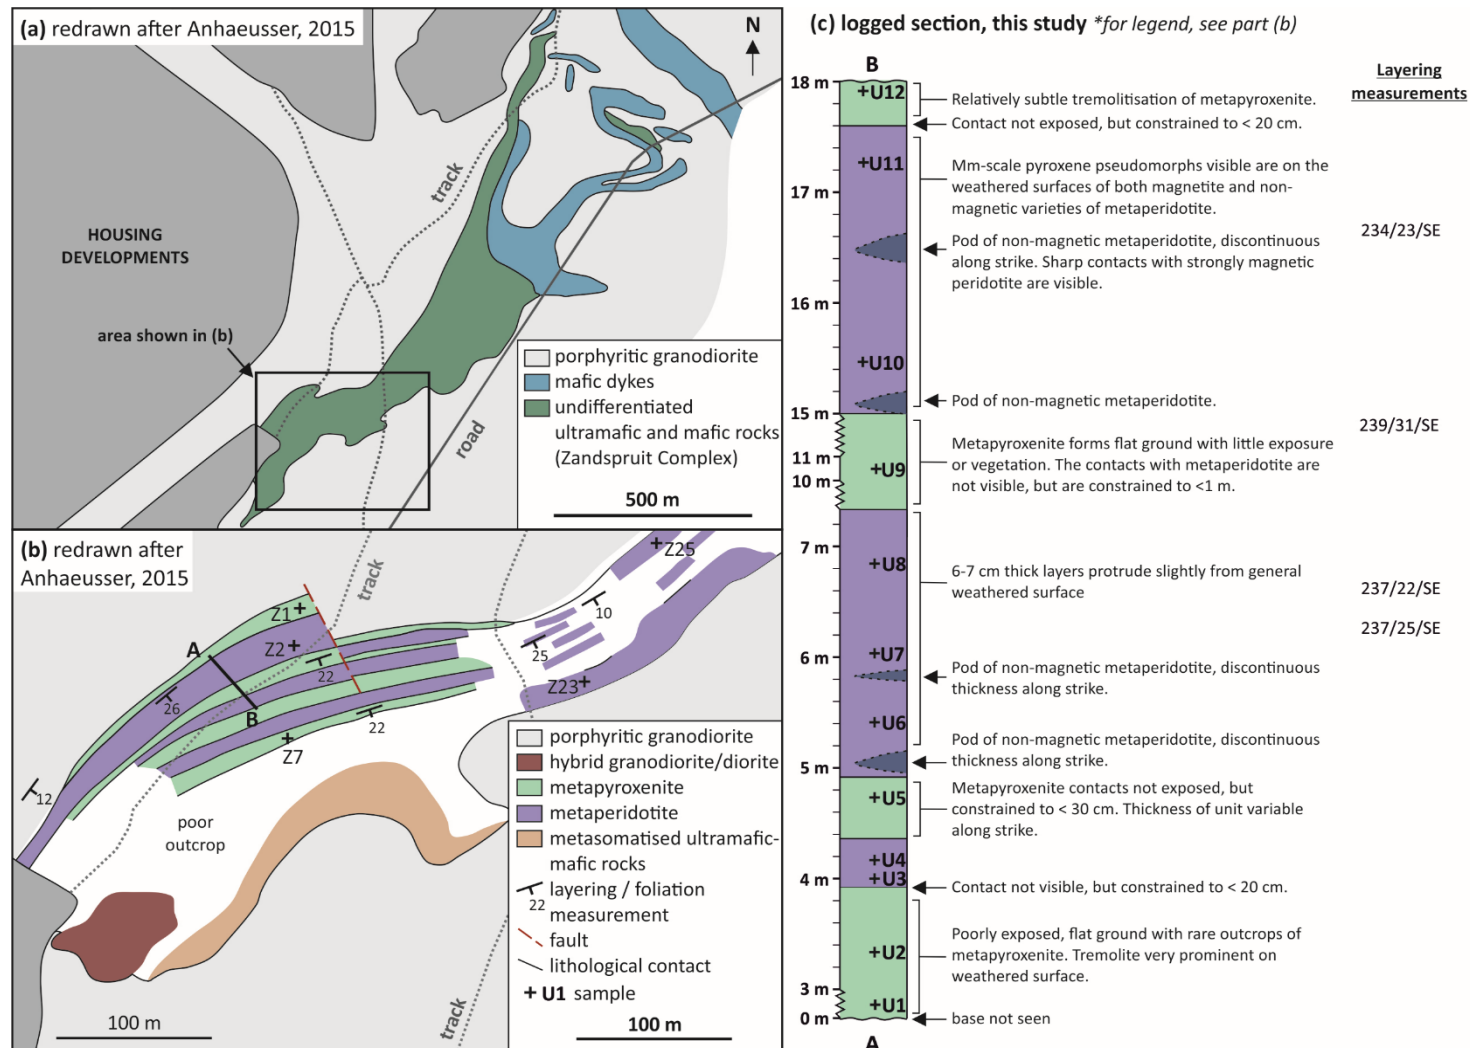 (a) redrawn after Anhaeusser, 2015
N
track
HOUSING
DEVELOPMENTS
area shown in (b)
road
porphyritic granodiorite
mafic dykes
undifferentiated
ultramafic and mafic rocks
(Zandspruit Complex)
500 m
(b) redrawn after
Anhaeusser, 2015
track
Z25
Z1
10
A
Z2
25
22
Z23
26
B
22
Z7
12
poor
outcrop
porphyritic granodiorite
hybrid granodiorite/diorite
metapyroxenite
metaperidotite
metasomatised ultramafic-
mafic rocks
layering / foliation
22 measurement
fault
lithological contact
+ U1 sample
100 m
track
100 m
(c) logged section, this study *for legend, see part (b)
B
Layering
measurements
18 m
+U12
Relatively subtle tremolitisation of metapyroxenite.
Contact not exposed, but constrained to < 20 cm.
+U11
Mm-scale pyroxene pseudomorphs visible are on the
weathered surfaces of both magnetite and non-
magnetic varieties of metaperidotite.
17 m
234/23/SE
Pod of non-magnetic metaperidotite, discontinuous
along strike. Sharp contacts with strongly magnetic
peridotite are visible.
16 m
+U10
Pod of non-magnetic metaperidotite.
15 m
239/31/SE
Metapyroxenite forms flat ground with little exposure
or vegetation. The contacts with metaperidotite are
not visible, but are constrained to <1 m.
11 m
+U9
10 m
7 m
+U8
6-7 cm thick layers protrude slightly from general
weathered surface
237/22/SE
237/25/SE
+U7
6 m
Pod of non-magnetic metaperidotite, discontinuous
thickness along strike.
+U6
Pod of non-magnetic metaperidotite, discontinuous
thickness along strike.
5 m
+U5
Metapyroxenite contacts not exposed, but
constrained to < 30 cm. Thickness of unit variable
along strike.
+U4
+U3
4 m
Contact not visible, but constrained to < 20 cm.
+U2
Poorly exposed, flat ground with rare outcrops of
metapyroxenite. Tremolite very prominent on
weathered surface.
3 m
+U1
0 m
base not seen
A